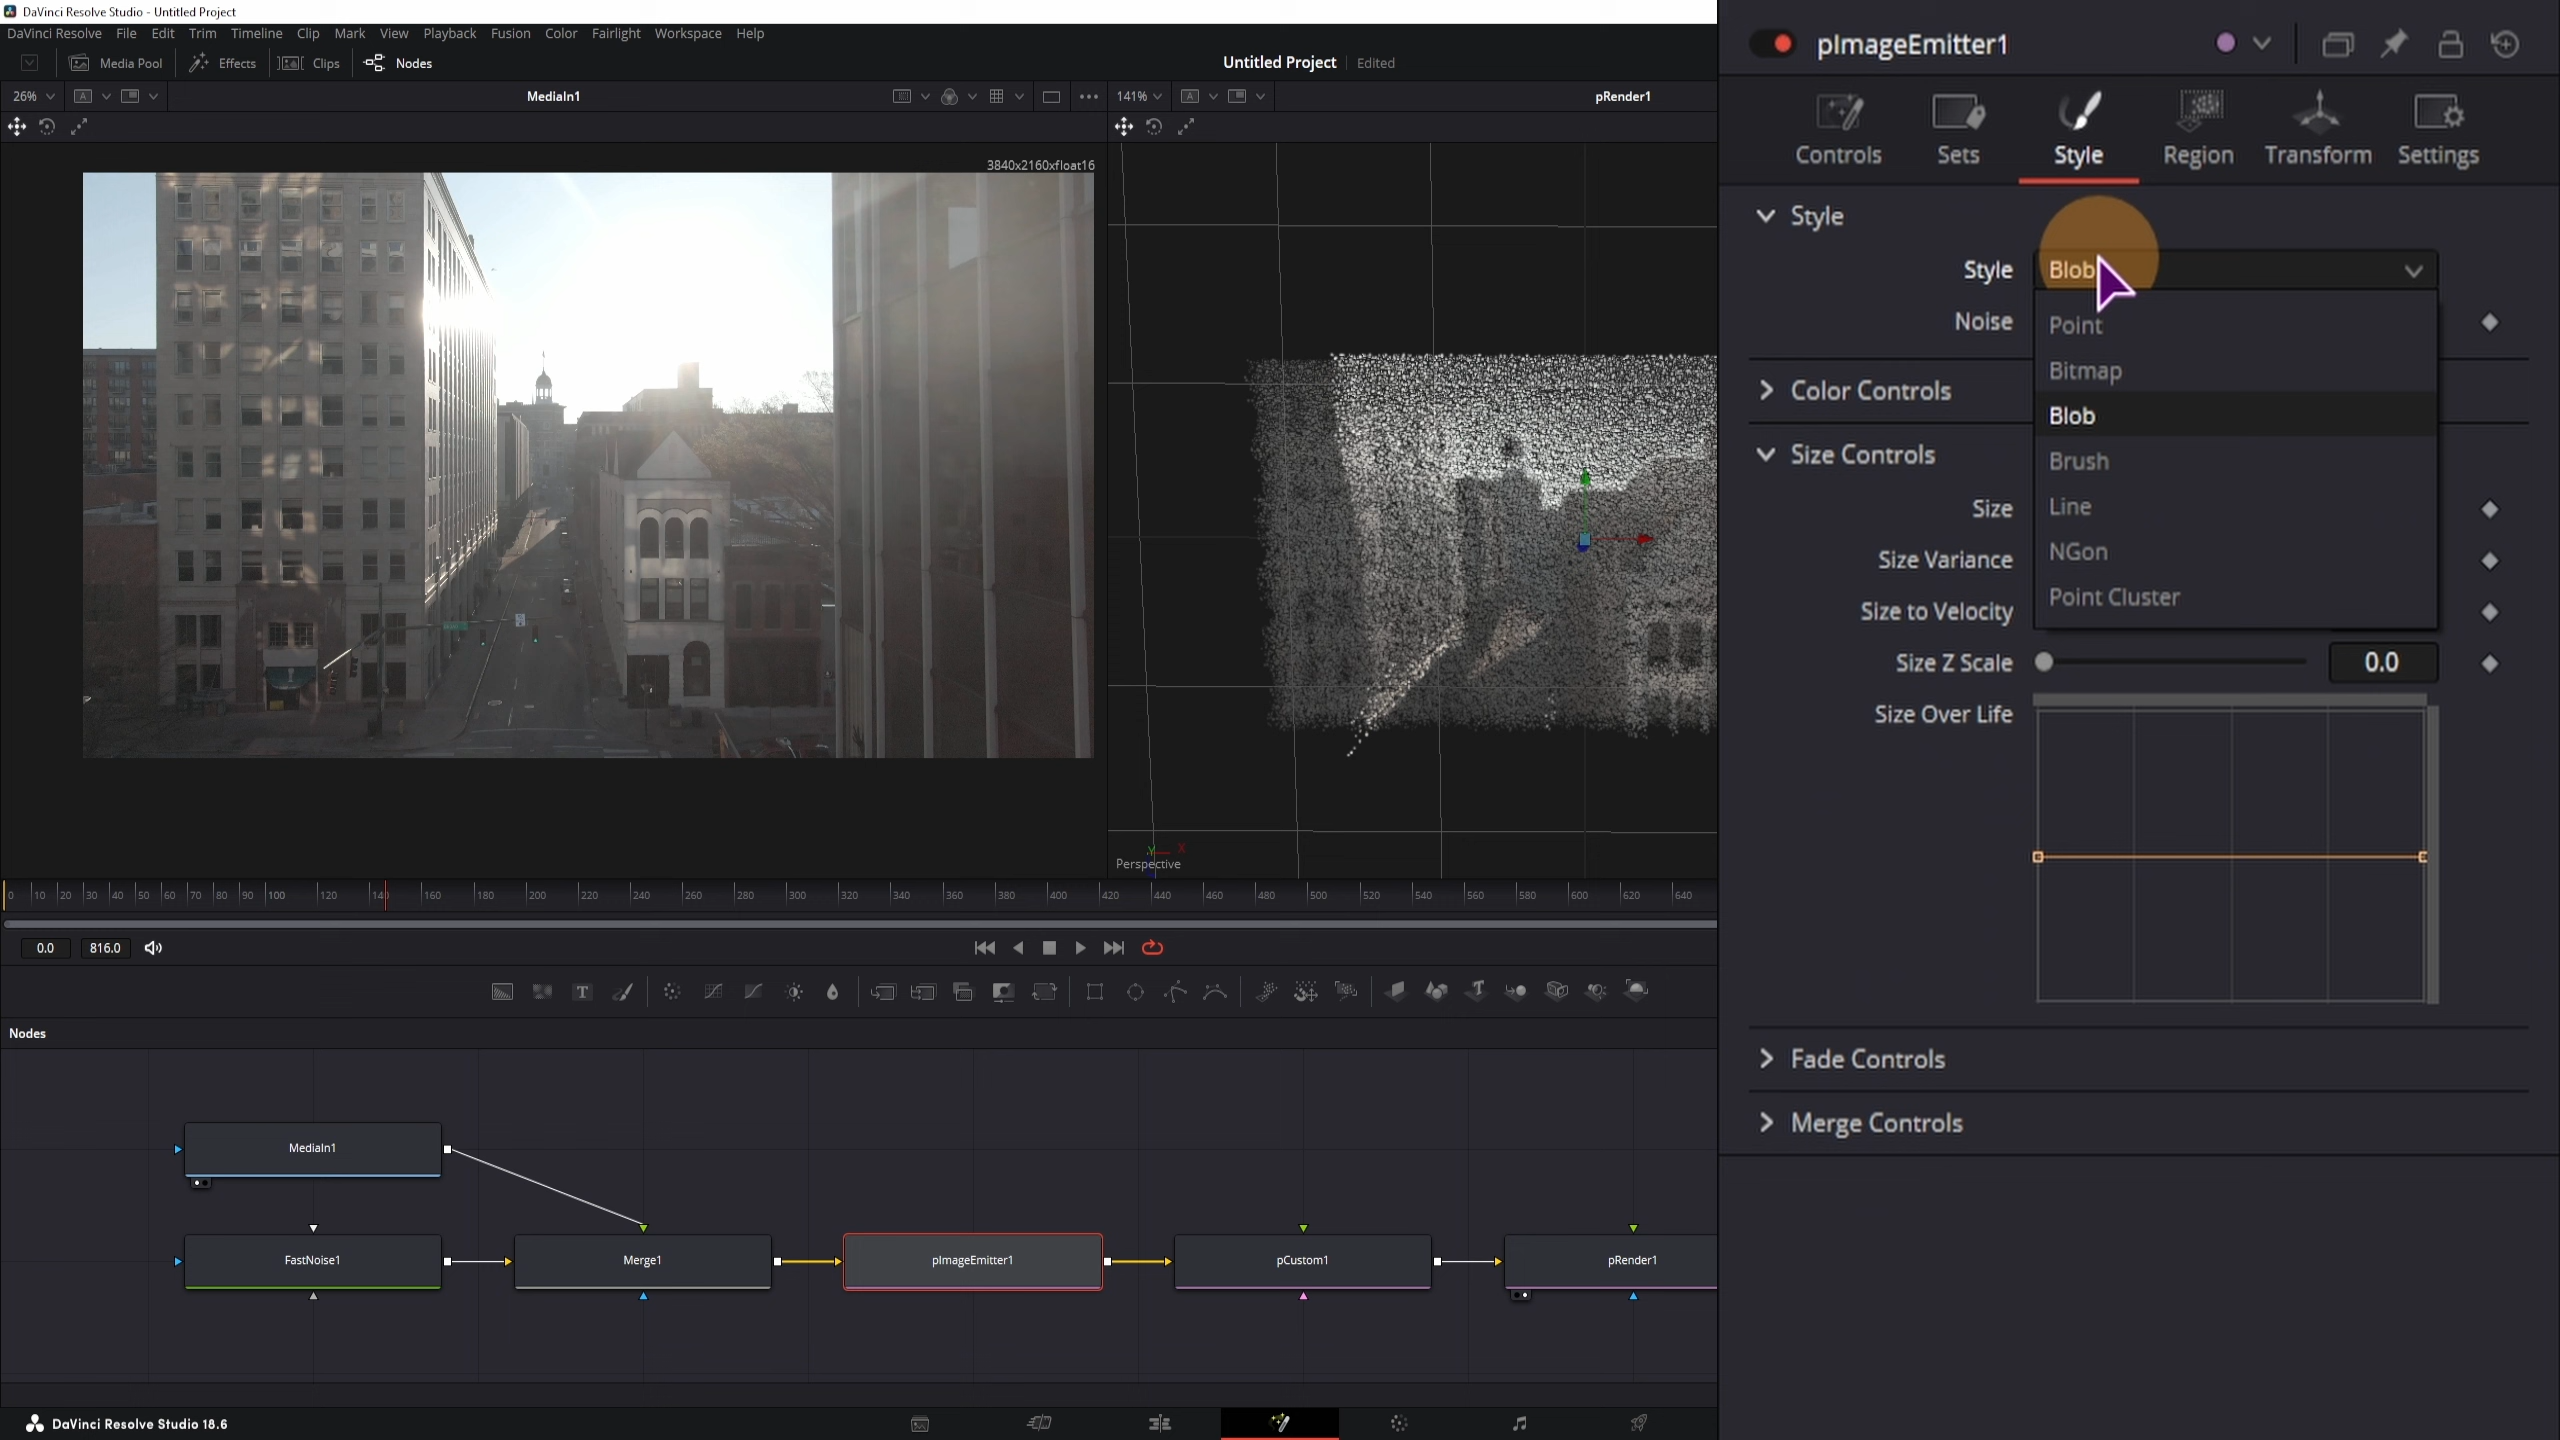 DaVinci Resolve Studio - Untitled Project
DaVinci Resolve File Edit Trim Timeline Clip Mark View Playback Fusion Color Fairlight Workspace Help
Media Pool Effects Clips Nodes
Untitled Project Edited
26% A MediaIn1
141% A pRender1
3840x2160xfloat16
Perspective
Y X
0 10 20 30 40 50 60 70 80 90 100 120 140 160 180 200 220 240 260 280 300 320 340 360 380 400 420 440 460 480 500 520 540 560 580 600 620 640
0.0 816.0
T
Nodes
MediaIn1
FastNoise1
Merge1
pImageEmitter1
pCustom1
pRender1
DaVinci Resolve Studio 18.6
pImageEmitter1
Controls Sets Style Region Transform Settings
Style
Style Blob
Noise
Point
Bitmap
Blob
Brush
Line
NGon
Point Cluster
Color Controls
Size Controls
Size
Size Variance
Size to Velocity
Size Z Scale 0.0
Size Over Life
Fade Controls
Merge Controls